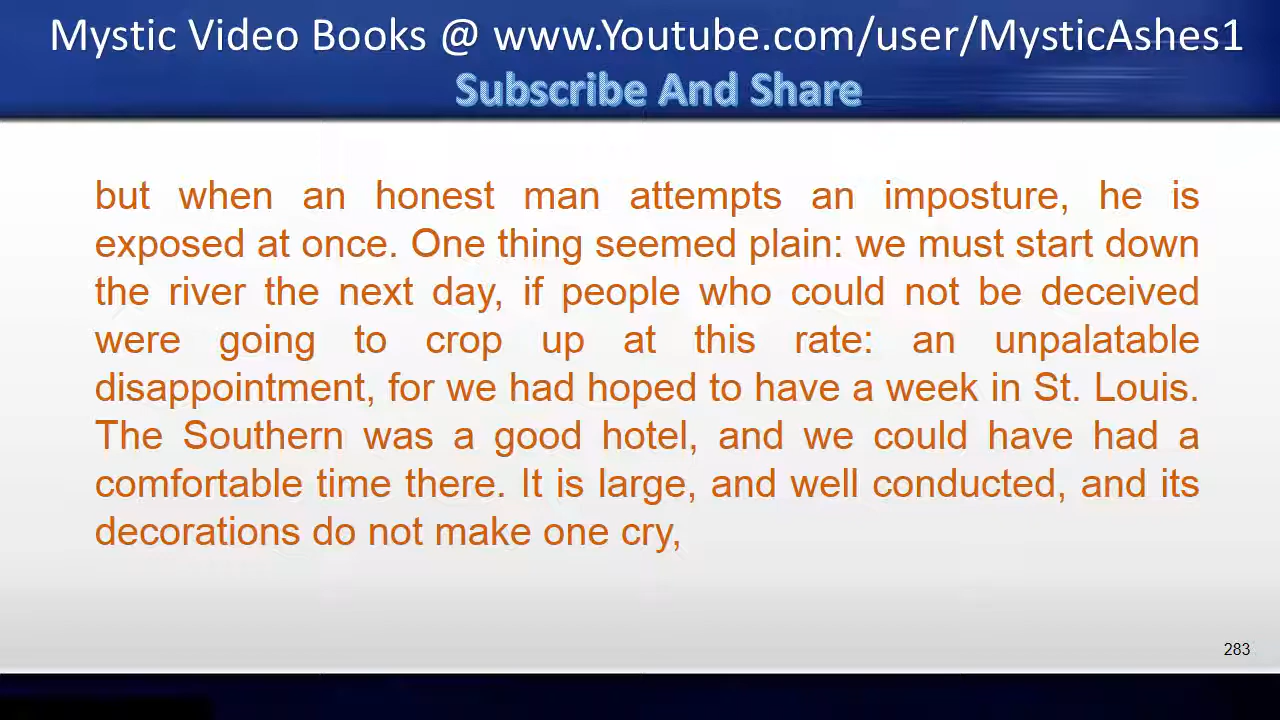 Mystic Video Books @ www.Youtube.com/user/MysticAshes1
Subscribe And Share
but when an honest man attempts an imposture, he is
exposed at once. One thing seemed plain: we must start down
the river the next day, if people who could not be deceived
were going to crop up at this rate: an unpalatable
disappointment, for we had hoped to have a week in St. Louis.
The Southern was a good hotel, and we could have had a
comfortable time there. It is large, and well conducted, and its
decorations do not make one cry,
283